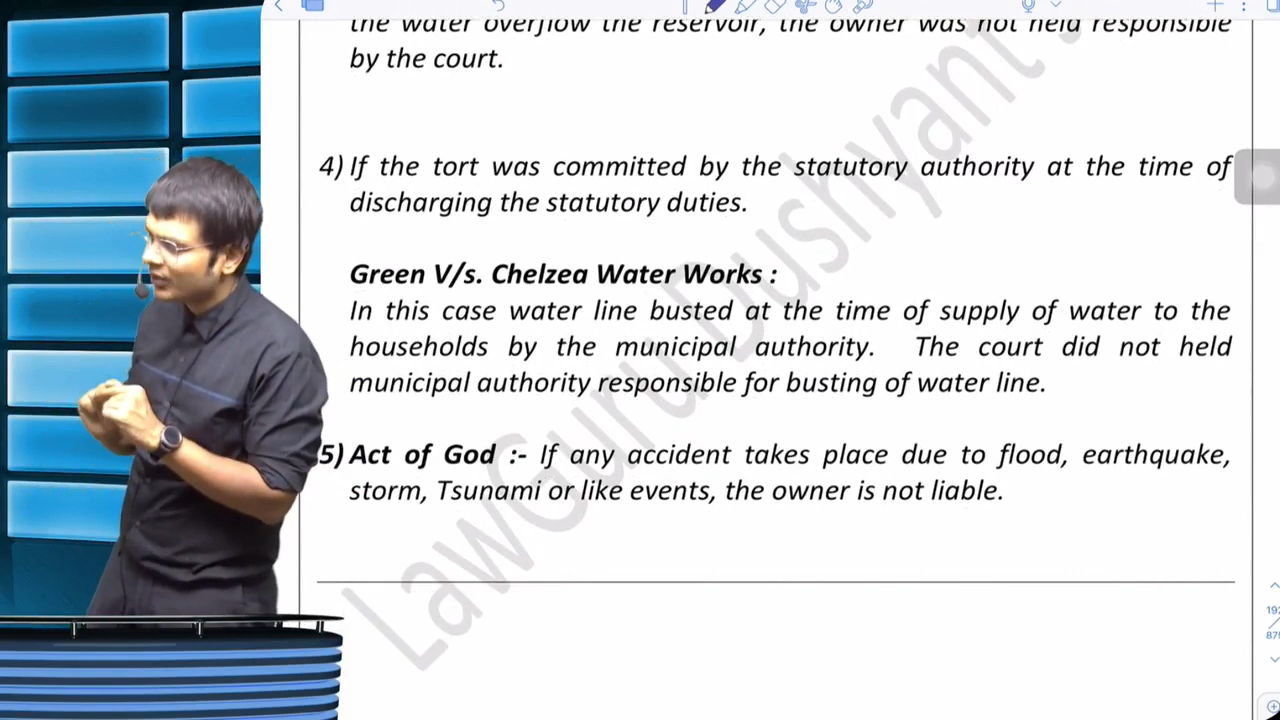 the water overflow the reservoir, the owner was not held responsible
by the court.
4) If the tort was committed by the statutory authority at the time of
discharging the statutory duties.
Green V/s. Chelzea Water Works :
In this case water line busted at the time of supply of water to the
households by the municipal authority. The court did not held
municipal authority responsible for busting of water line.
5) Act of God :- If any accident takes place due to flood, earthquake,
storm, Tsunami or like events, the owner is not liable.
LawGuru Dushyant .